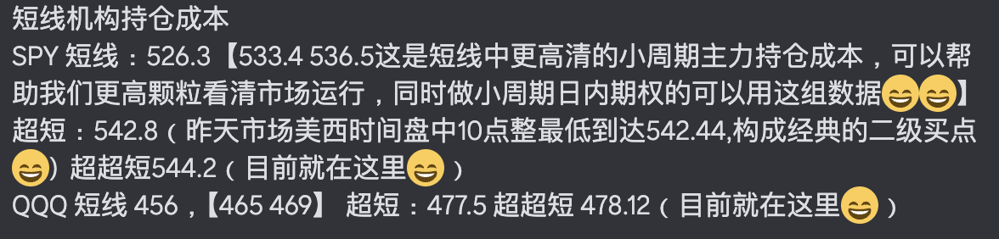 短线机构持仓成本
SPY 短线：526.3【533.4 536.5这是短线中更高清的小周期主力持仓成本，可以帮
助我们更高颗粒看清市场运行，同时做小周期日内期权的可以用这组数据😄😄】
超短：542.8（昨天市场美西时间盘中10点整最低到达542.44,构成经典的二级买点
😄）超超短544.2（目前就在这里😄）
QQQ 短线 456，【465 469】 超短：477.5 超超短 478.12（目前就在这里😄）